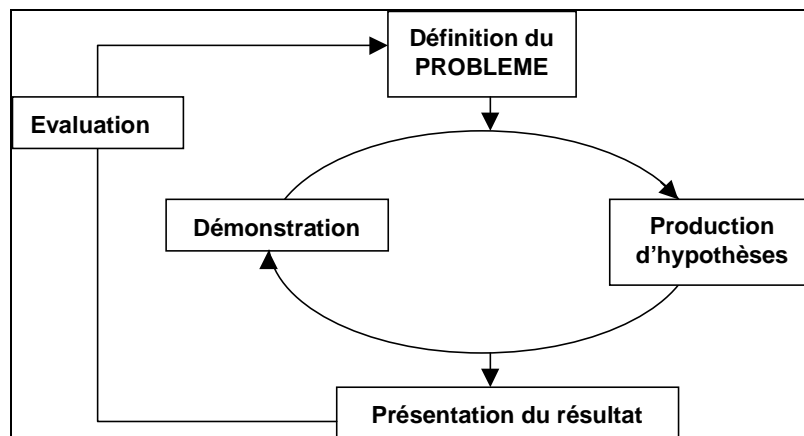 Définition du
PROBLEME
Evaluation
Démonstration
Production
d'hypothèses
Présentation du résultat